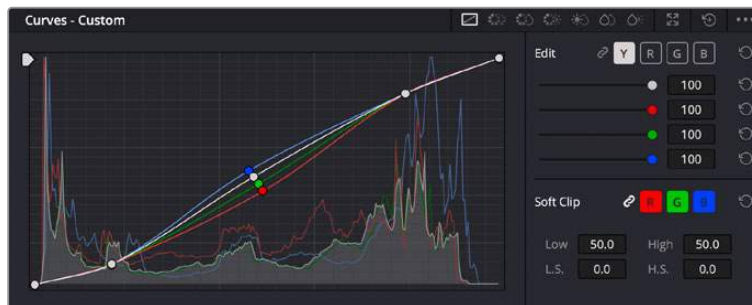 Curves - Custom
Edit Y R G B
100
100
100
100
Soft Clip R G B
Low 50.0 High 50.0
L.S. 0.0 H.S. 0.0